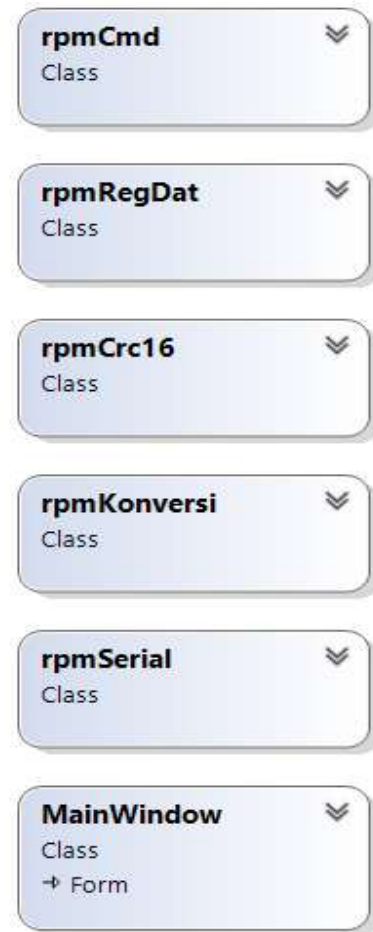 rpmCmd
Class
rpmRegDat
Class
rpmCrc16
Class
rpmKonversi
Class
rpmSerial
Class
MainWindow
Class
Form